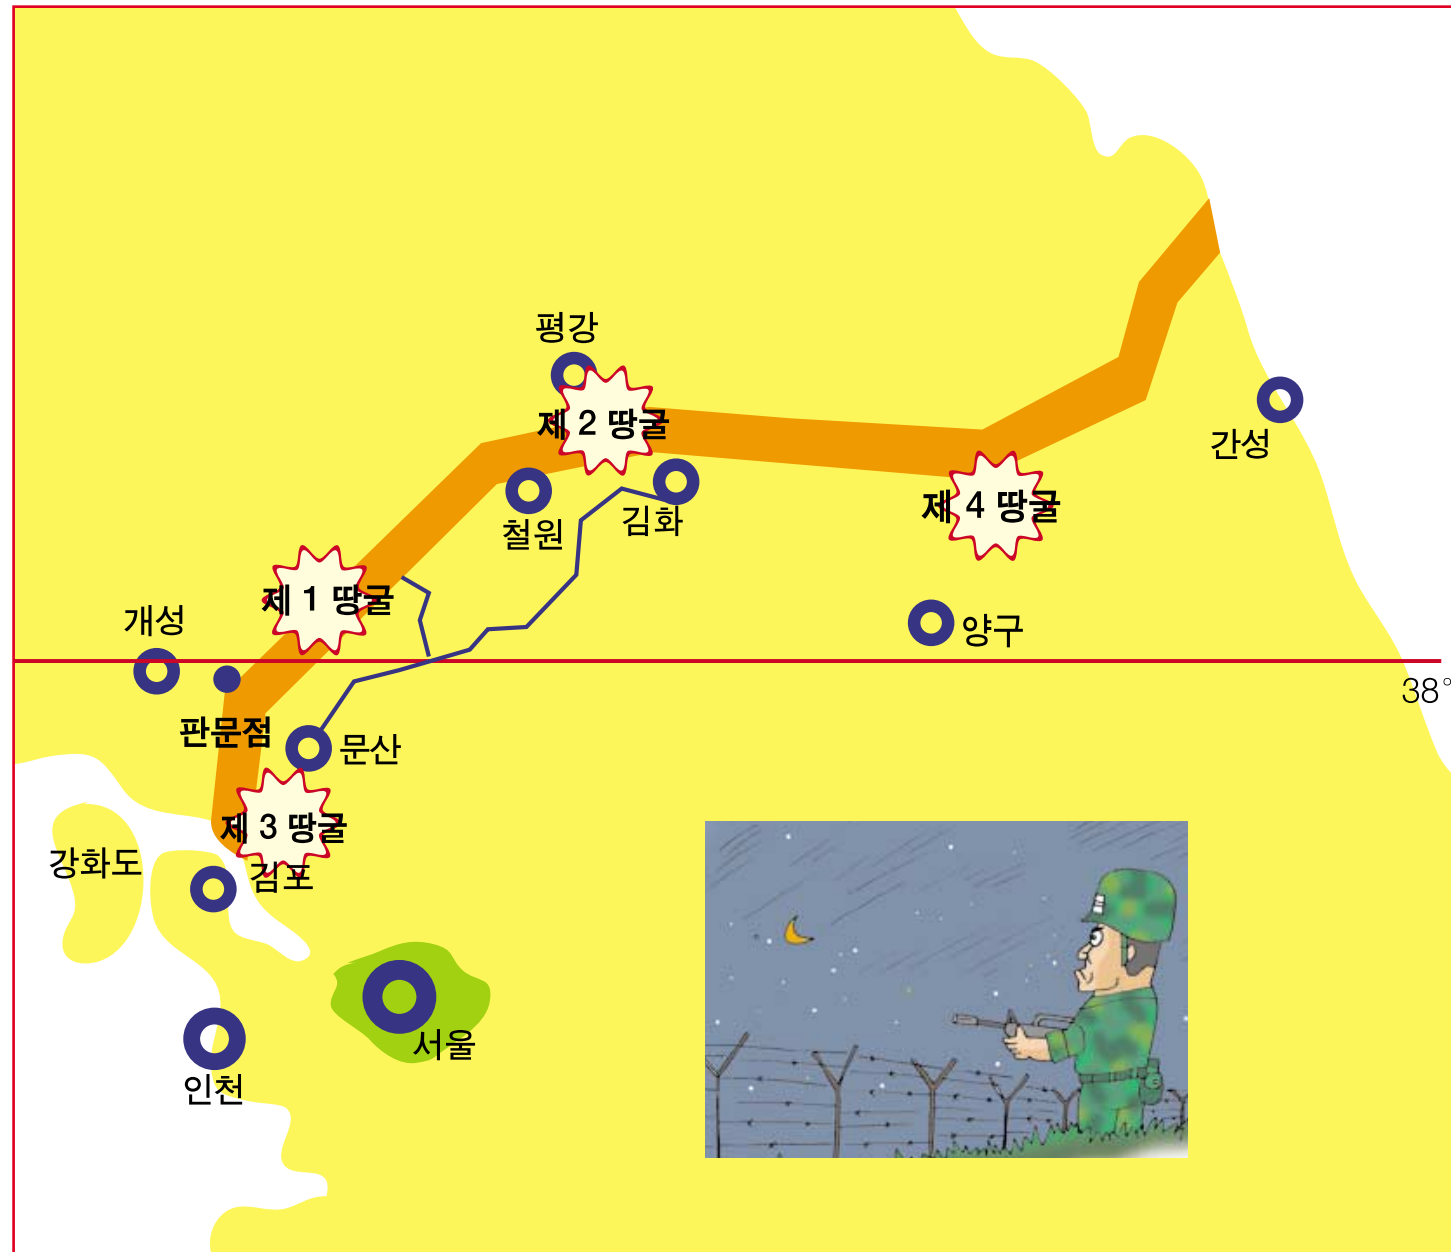 평강
제 2 땅굴
간성
제 4 땅굴
철원
김화
제 1 땅굴
개성
양구
38°
판문점
문산
제 3 땅굴
강화도
김포
서울
인천